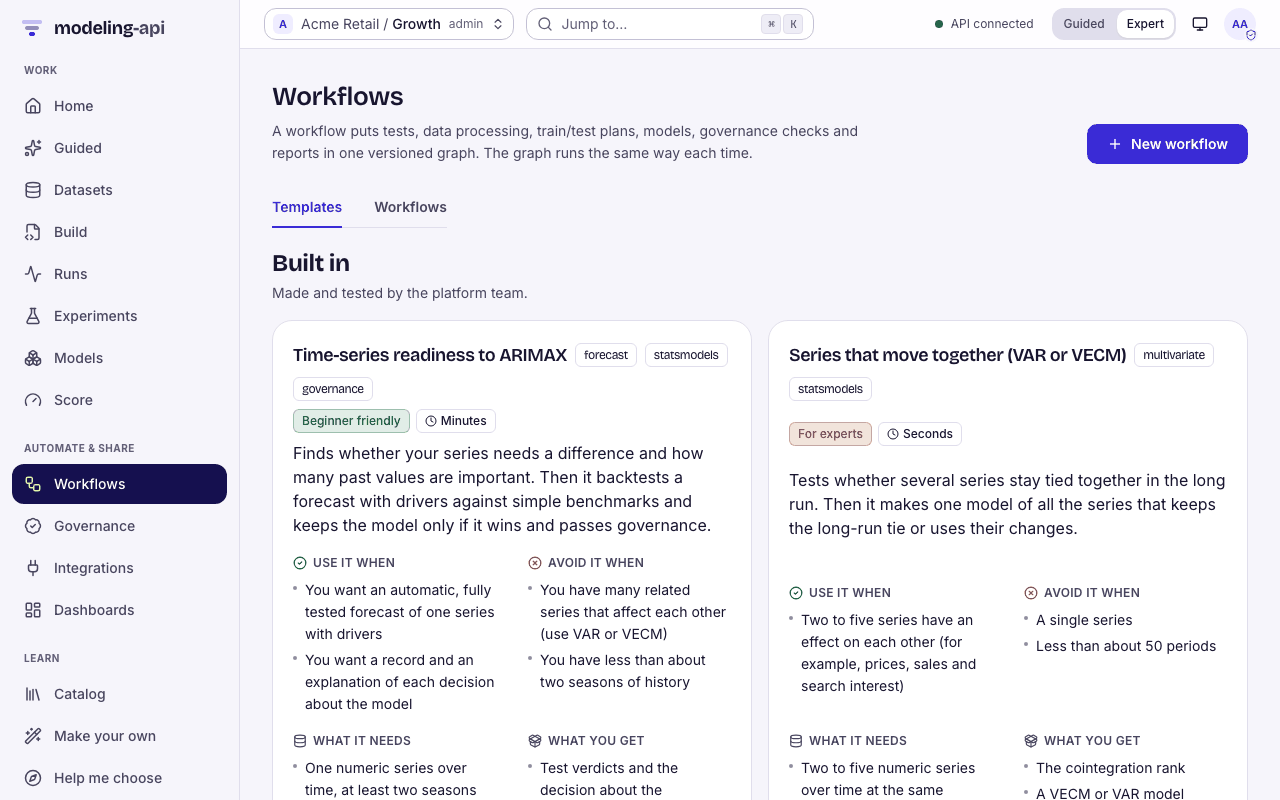 modeling-api
Acme Retail / Growth admin
Jump to...
⌘ K
API connected
Guided Expert
AA
WORK
Home
Guided
Datasets
Build
Runs
Experiments
Models
Score
AUTOMATE & SHARE
Workflows
Governance
Integrations
Dashboards
LEARN
Catalog
Make your own
Help me choose
Workflows
A workflow puts tests, data processing, train/test plans, models, governance checks and
reports in one versioned graph. The graph runs the same way each time.
New workflow
Templates Workflows
Built in
Made and tested by the platform team.
Time-series readiness to ARIMAX forecast statsmodels
governance
Beginner friendly Minutes
Finds whether your series needs a difference and how
many past values are important. Then it backtests a
forecast with drivers against simple benchmarks and
keeps the model only if it wins and passes governance.
USE IT WHEN
You want an automatic, fully
tested forecast of one series
with drivers
You want a record and an
explanation of each decision
about the model
AVOID IT WHEN
You have many related
series that affect each other
(use VAR or VECM)
You have less than about
two seasons of history
WHAT IT NEEDS
One numeric series over
time, at least two seasons
WHAT YOU GET
Test verdicts and the
decision about the
Series that move together (VAR or VECM) multivariate
statsmodels
For experts Seconds
Tests whether several series stay tied together in the long
run. Then it makes one model of all the series that keeps
the long-run tie or uses their changes.
USE IT WHEN
Two to five series have an
effect on each other (for
example, prices, sales and
search interest)
AVOID IT WHEN
A single series
Less than about 50 periods
WHAT IT NEEDS
Two to five numeric series
over time at the same
WHAT YOU GET
The cointegration rank
A VECM or VAR model